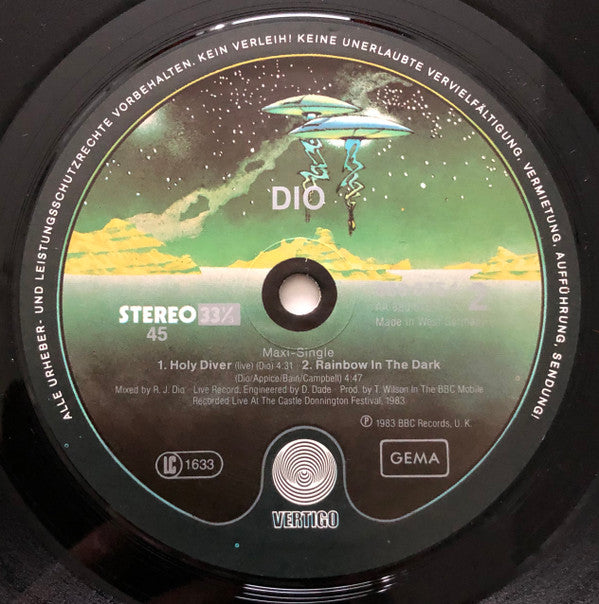 ALLE URHEBER- UND LEISTUNGSSCHUTZRECHTE VORBEHALTEN. KEIN VERLEIH! KEINE UNERLAUBTE VERVIELFÄLTIGUNG, VERMIETUNG, AUFFÜHRUNG, SENDUNG!
DIO
STEREO 33⅓
45
2
Made in West Germany
Maxi-Single
1. Holy Diver (live) (Dio) 4:31 2. Rainbow In The Dark
(Dio/Appice/Bain/Campbell) 4:47
Mixed by R. J. Dio · Live Record. Engineered by D. Dade · Prod. by T. Wilson In The BBC Mobile
Recorded Live At The Castle Donnington Festival, 1983
℗ 1983 BBC Records, U. K.
LC 1633
GEMA
VERTIGO